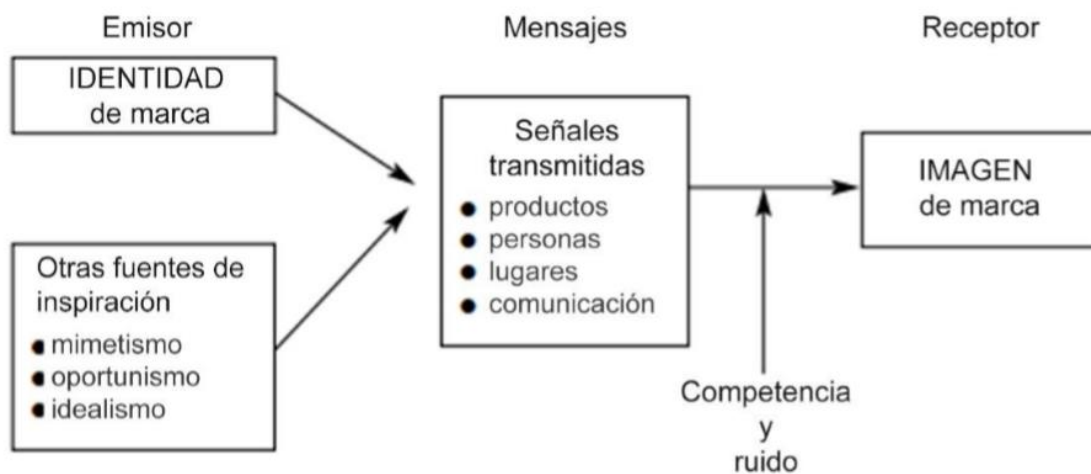 Emisor
Mensajes
Receptor
IDENTIDAD
de marca
Otras fuentes de
inspiración
mimetismo
oportunismo
idealismo
Señales
transmitidas
productos
personas
lugares
comunicación
Competencia
y
ruido
IMAGEN
de marca